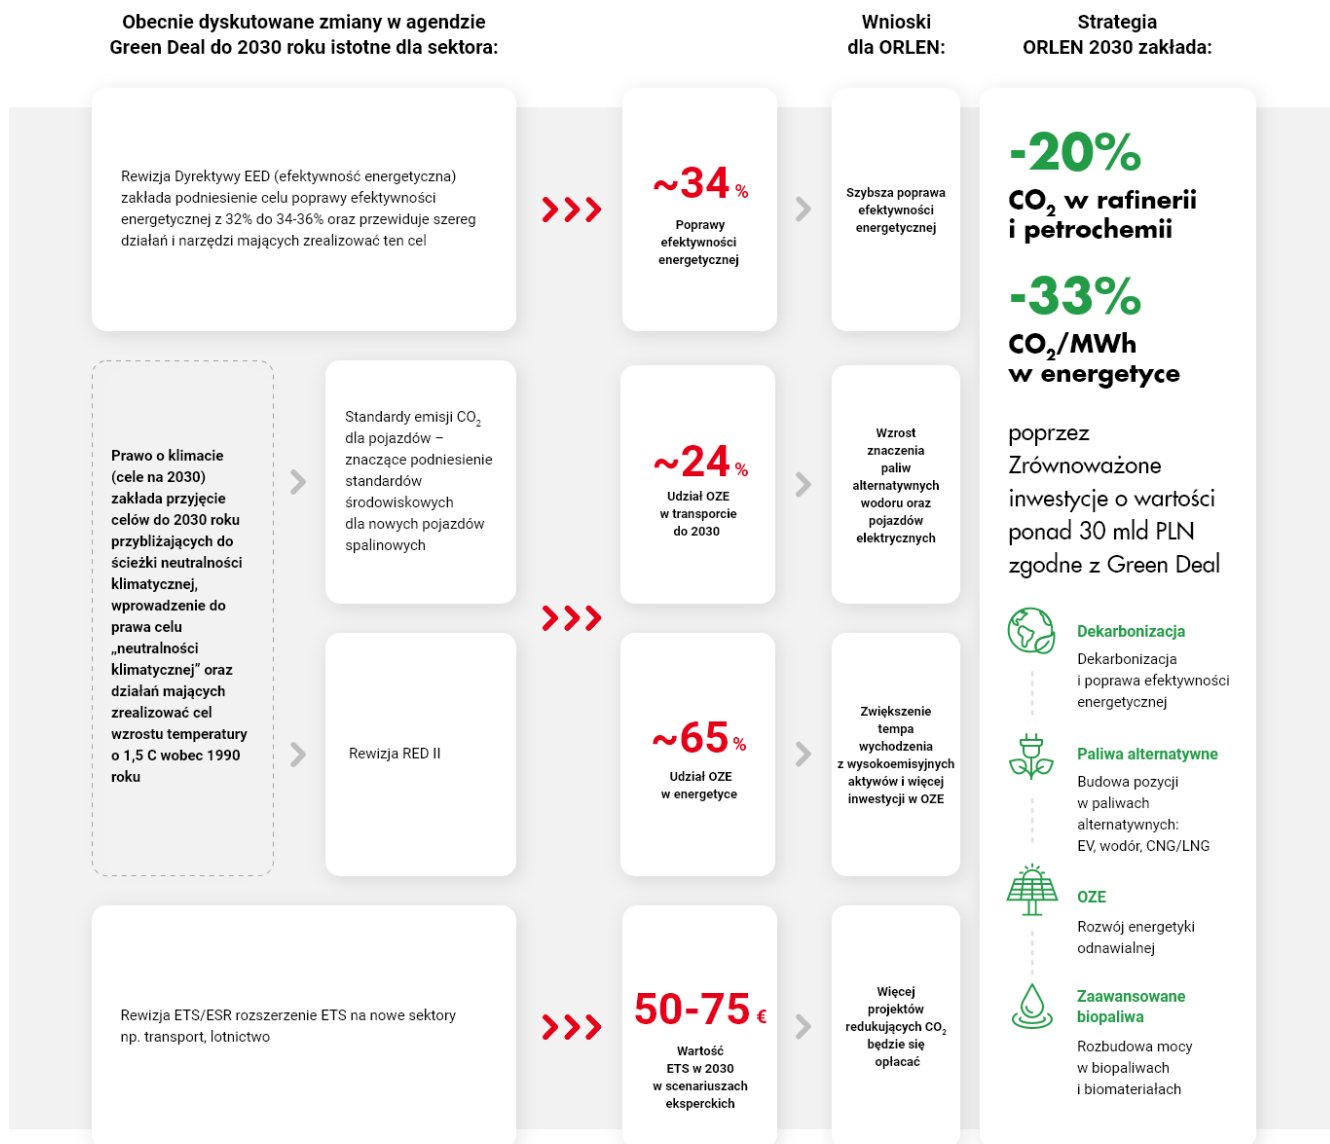 Obecnie dyskutowane zmiany w agendzie
Green Deal do 2030 roku istotne dla sektora:
Wnioski
dla ORLEN:
Strategia
ORLEN 2030 zakłada:
Rewizja Dyrektywy EED (efektywność energetyczna)
zakłada podniesienie celu poprawy efektywności
energetycznej z 32% do 34-36% oraz przewiduje szereg
działań i narzędzi mających zrealizować ten cel
~34 %
Poprawy
efektywności
energetycznej
Szybsza poprawa
efektywności
energetycznej
Prawo o klimacie
(cele na 2030)
zakłada przyjęcie
celów do 2030 roku
przybliżających do
ścieżki neutralności
klimatycznej,
wprowadzenie do
prawa celu
„neutralności
klimatycznej” oraz
działań mających
zrealizować cel
wzrostu temperatury
o 1,5 C wobec 1990
roku
Standardy emisji CO₂
dla pojazdów –
znaczące podniesienie
standardów
środowiskowych
dla nowych pojazdów
spalinowych
~24 %
Udział OZE
w transporcie
do 2030
Wzrost
znaczenia
paliw
alternatywnych
wodoru oraz
pojazdów
elektrycznych
Rewizja RED II
~65 %
Udział OZE
w energetyce
Zwiększenie
tempa
wychodzenia
z wysokoemisyjnych
aktywów i więcej
inwestycji w OZE
Rewizja ETS/ESR rozszerzenie ETS na nowe sektory
np. transport, lotnictwo
50-75 €
Wartość
ETS w 2030
w scenariuszach
eksperckich
Więcej
projektów
redukujących CO₂
będzie się
opłacać
-20%
CO₂ w rafinerii
i petrochemii
-33%
CO₂/MWh
w energetyce
poprzez
Zrównoważone
inwestycje o wartości
ponad 30 mld PLN
zgodne z Green Deal
Dekarbonizacja
Dekarbonizacja
i poprawa efektywności
energetycznej
Paliwa alternatywne
Budowa pozycji
w paliwach
alternatywnych:
EV, wodór, CNG/LNG
OZE
Rozwój energetyki
odnawialnej
Zaawansowane
biopaliwa
Rozbudowa mocy
w biopaliwach
i biomateriałach